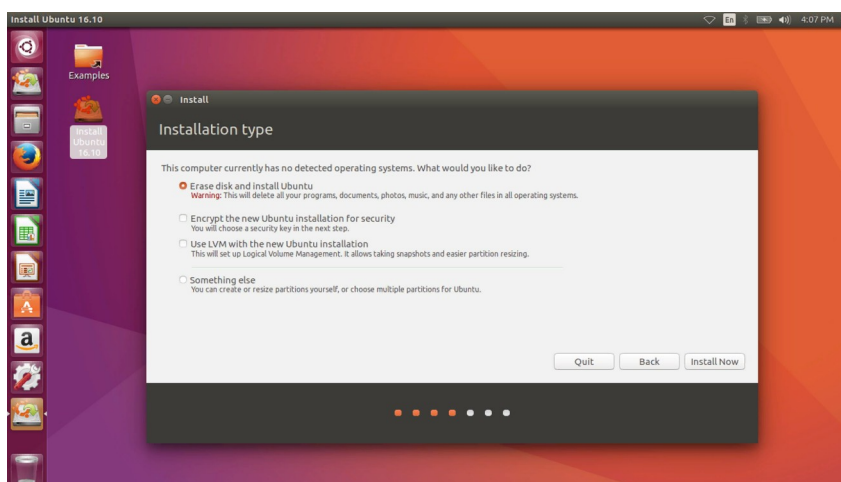 Install Ubuntu 16.10
En
4:07 PM
Examples
Install
Ubuntu
16.10
Install
Installation type
This computer currently has no detected operating systems. What would you like to do?
Erase disk and install Ubuntu
Warning: This will delete all your programs, documents, photos, music, and any other files in all operating systems.
Encrypt the new Ubuntu installation for security
You will choose a security key in the next step.
Use LVM with the new Ubuntu installation
This will set up Logical Volume Management. It allows taking snapshots and easier partition resizing.
Something else
You can create or resize partitions yourself, or choose multiple partitions for Ubuntu.
Quit
Back
Install Now
a